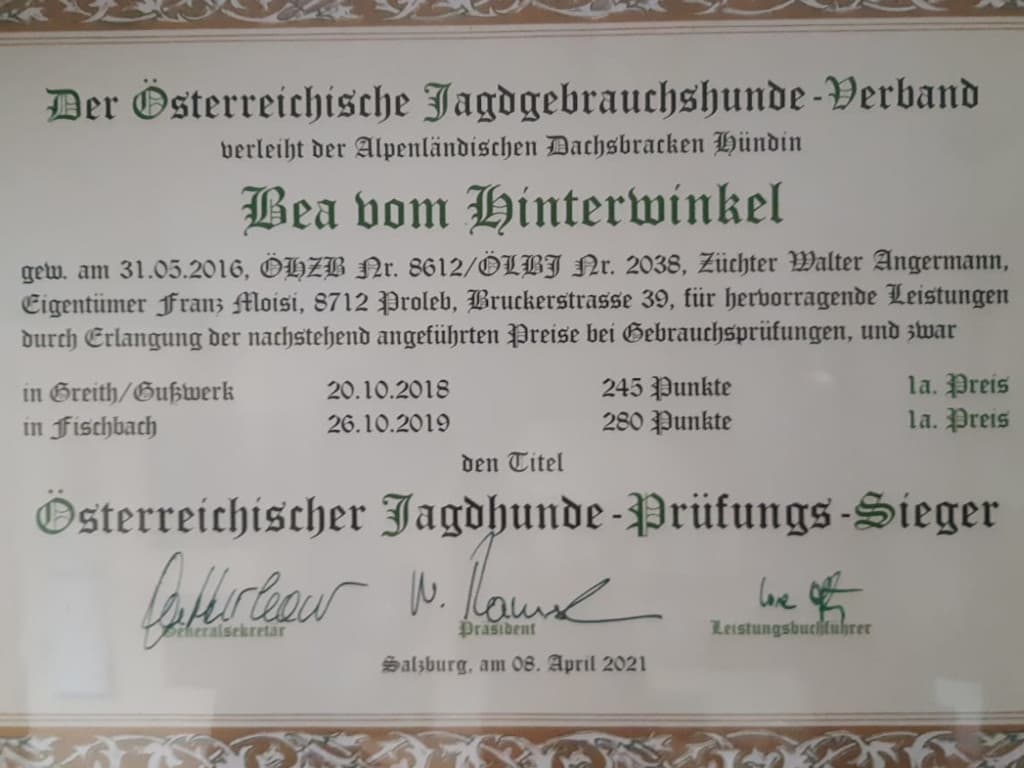 Der Österreichische Jagdgebrauchshunde-Verband
verleiht der Alpenländischen Dachsbracken Hündin
Bea vom Hinterwinkel
gew. am 31.05.2016, ÖHZB Nr. 8612/ÖLBJ Nr. 2038, Züchter Walter Angermann,
Eigentümer Franz Moisi, 8712 Proleb, Bruckerstrasse 39, für hervorragende Leistungen
durch Erlangung der nachstehend angeführten Preise bei Gebrauchsprüfungen, und zwar
in Greith/Gußwerk 20.10.2018 245 Punkte 1a. Preis
in Fischbach 26.10.2019 280 Punkte 1a. Preis
den Titel
Österreichischer Jagdhunde-Prüfungs-Sieger
Generalsekretär Präsident Leistungsbuchführer
Salzburg, am 08. April 2021